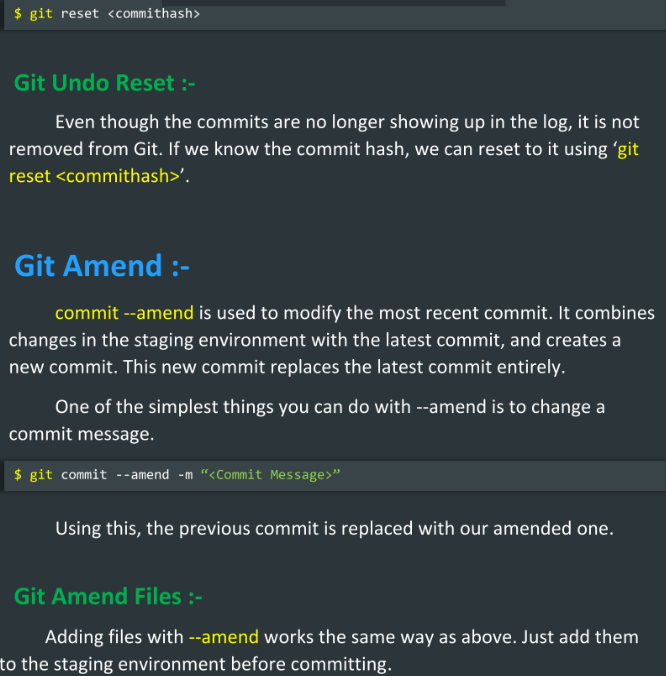 $ git reset <commithash>
Git Undo Reset :-
Even though the commits are no longer showing up in the log, it is not
removed from Git. If we know the commit hash, we can reset to it using ‘git
reset <commithash>’.
Git Amend :-
commit --amend is used to modify the most recent commit. It combines
changes in the staging environment with the latest commit, and creates a
new commit. This new commit replaces the latest commit entirely.
One of the simplest things you can do with --amend is to change a
commit message.
$ git commit --amend -m “<Commit Message>”
Using this, the previous commit is replaced with our amended one.
Git Amend Files :-
Adding files with --amend works the same way as above. Just add them
to the staging environment before committing.